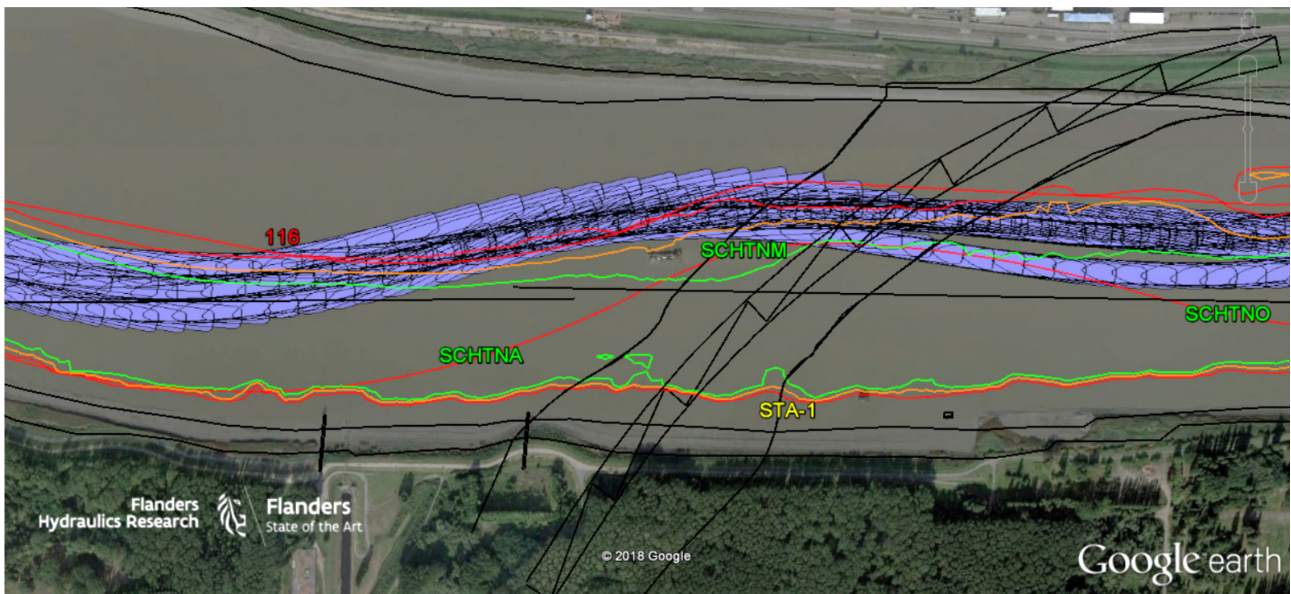 116
SCHTNM
SCHTNO
SCHTNA
STA-1
Flanders
Hydraulics Research
Flanders
State of the Art
© 2018 Google
Google earth